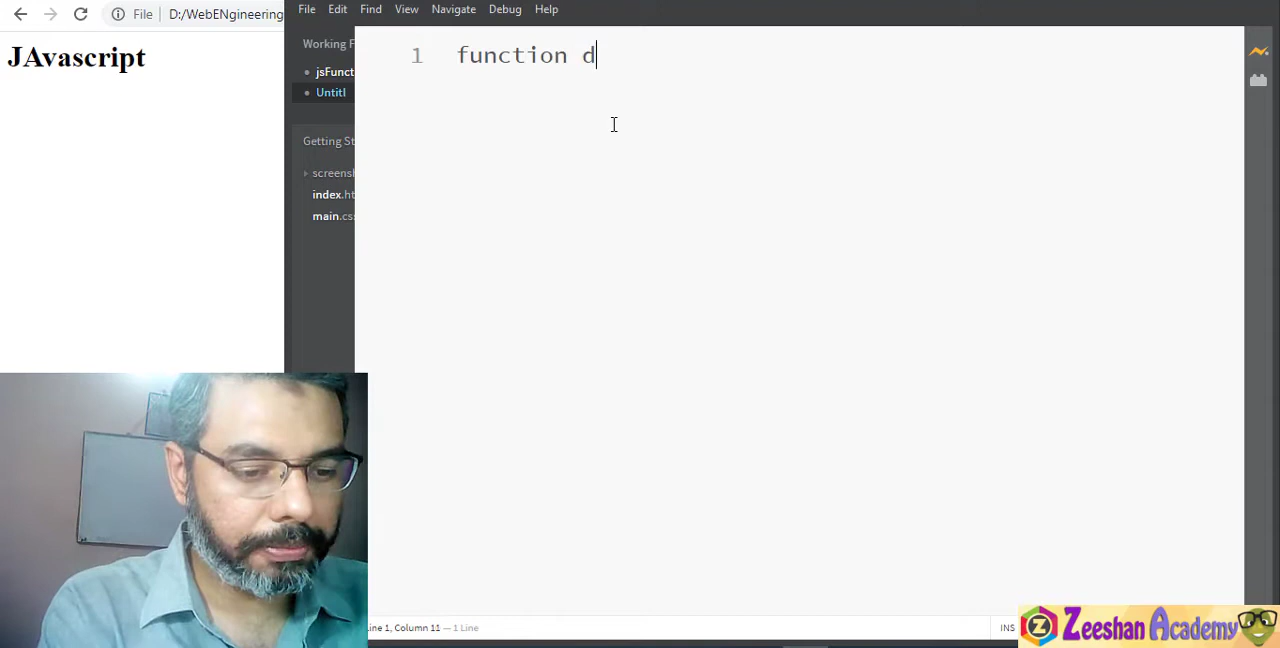 File D:/WebENgineering
File Edit Find View Navigate Debug Help
JAvascript
Working F
jsFunct
Untitl
Getting St
screensh
index.ht
main.cs
1 function d
Line 1, Column 11 — 1 Line
INS
Z Zeeshan Academy